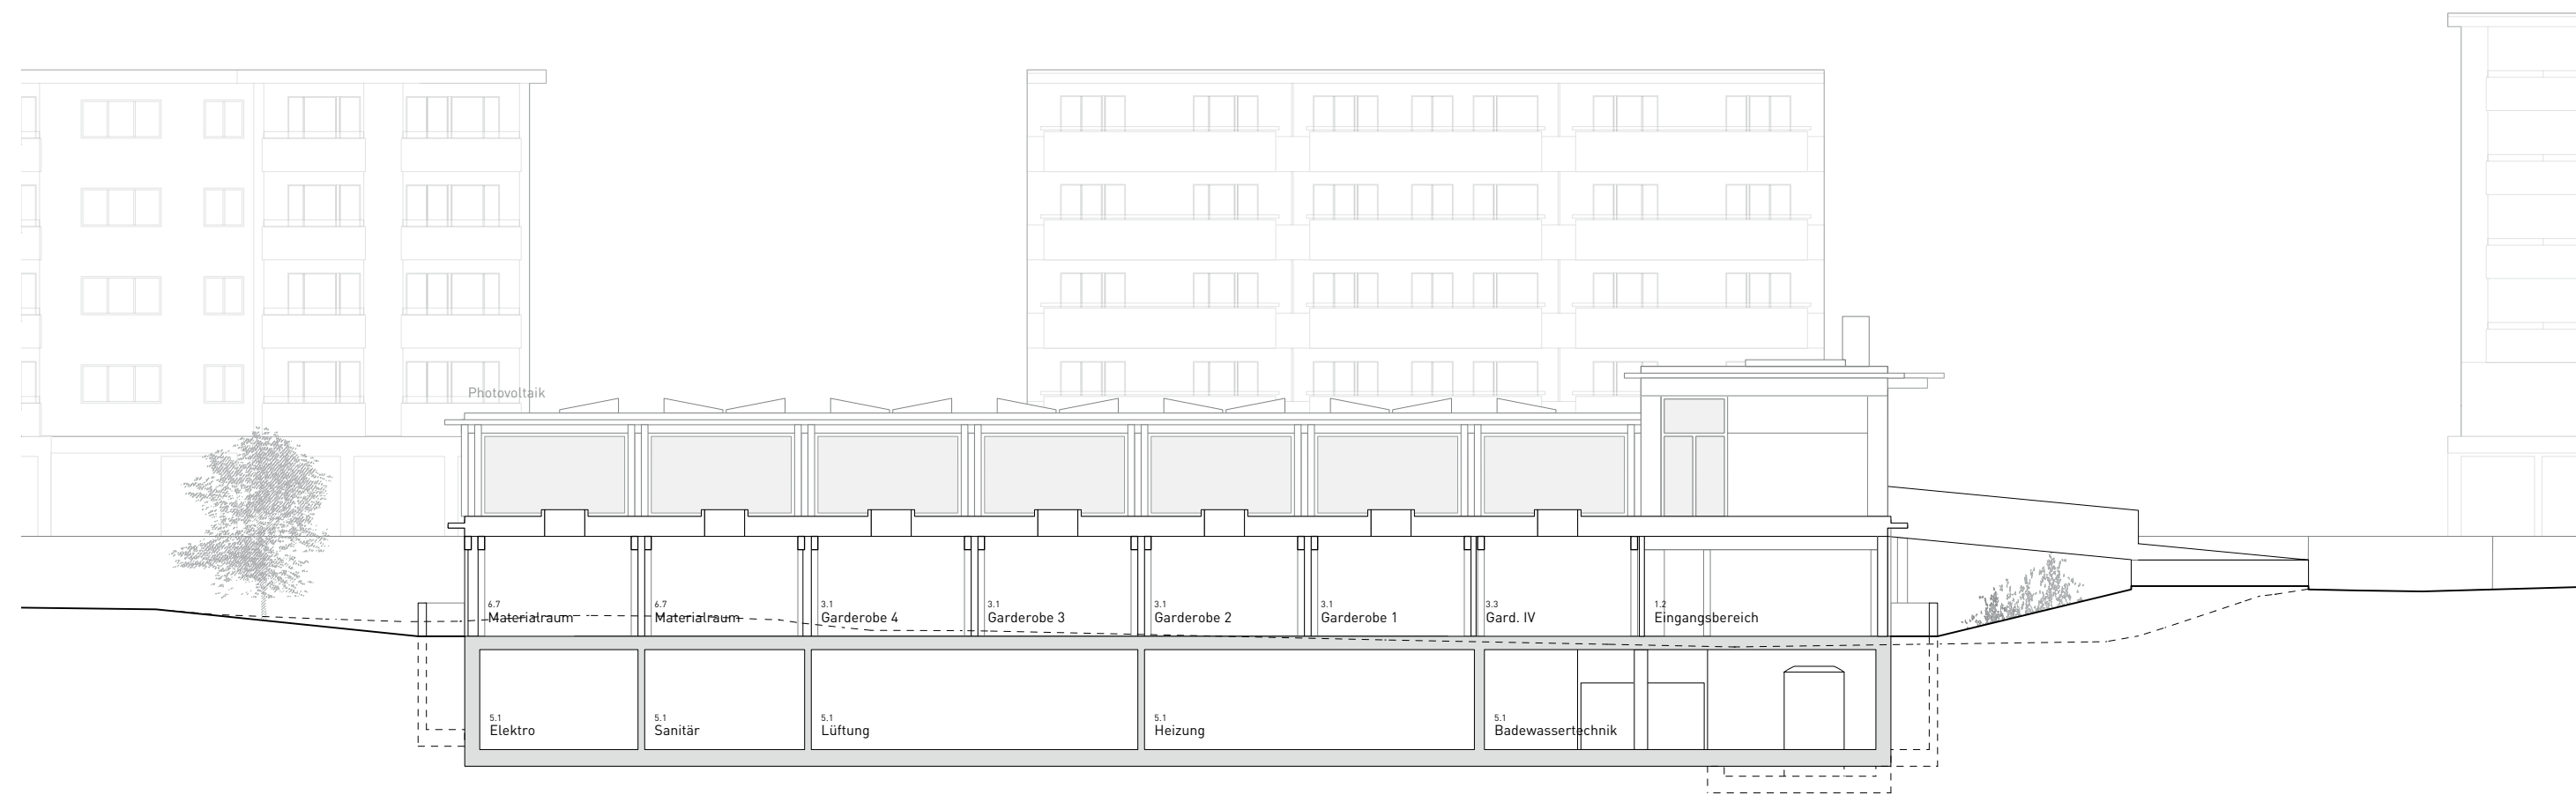 Photovoltaik
6.7
Materialraum
6.7
Materialraum
3.1
Garderobe 4
3.1
Garderobe 3
3.1
Garderobe 2
3.1
Garderobe 1
3.3
Gard. IV
1.2
Eingangsbereich
5.1
Elektro
5.1
Sanitär
5.1
Lüftung
5.1
Heizung
5.1
Badewassertechnik